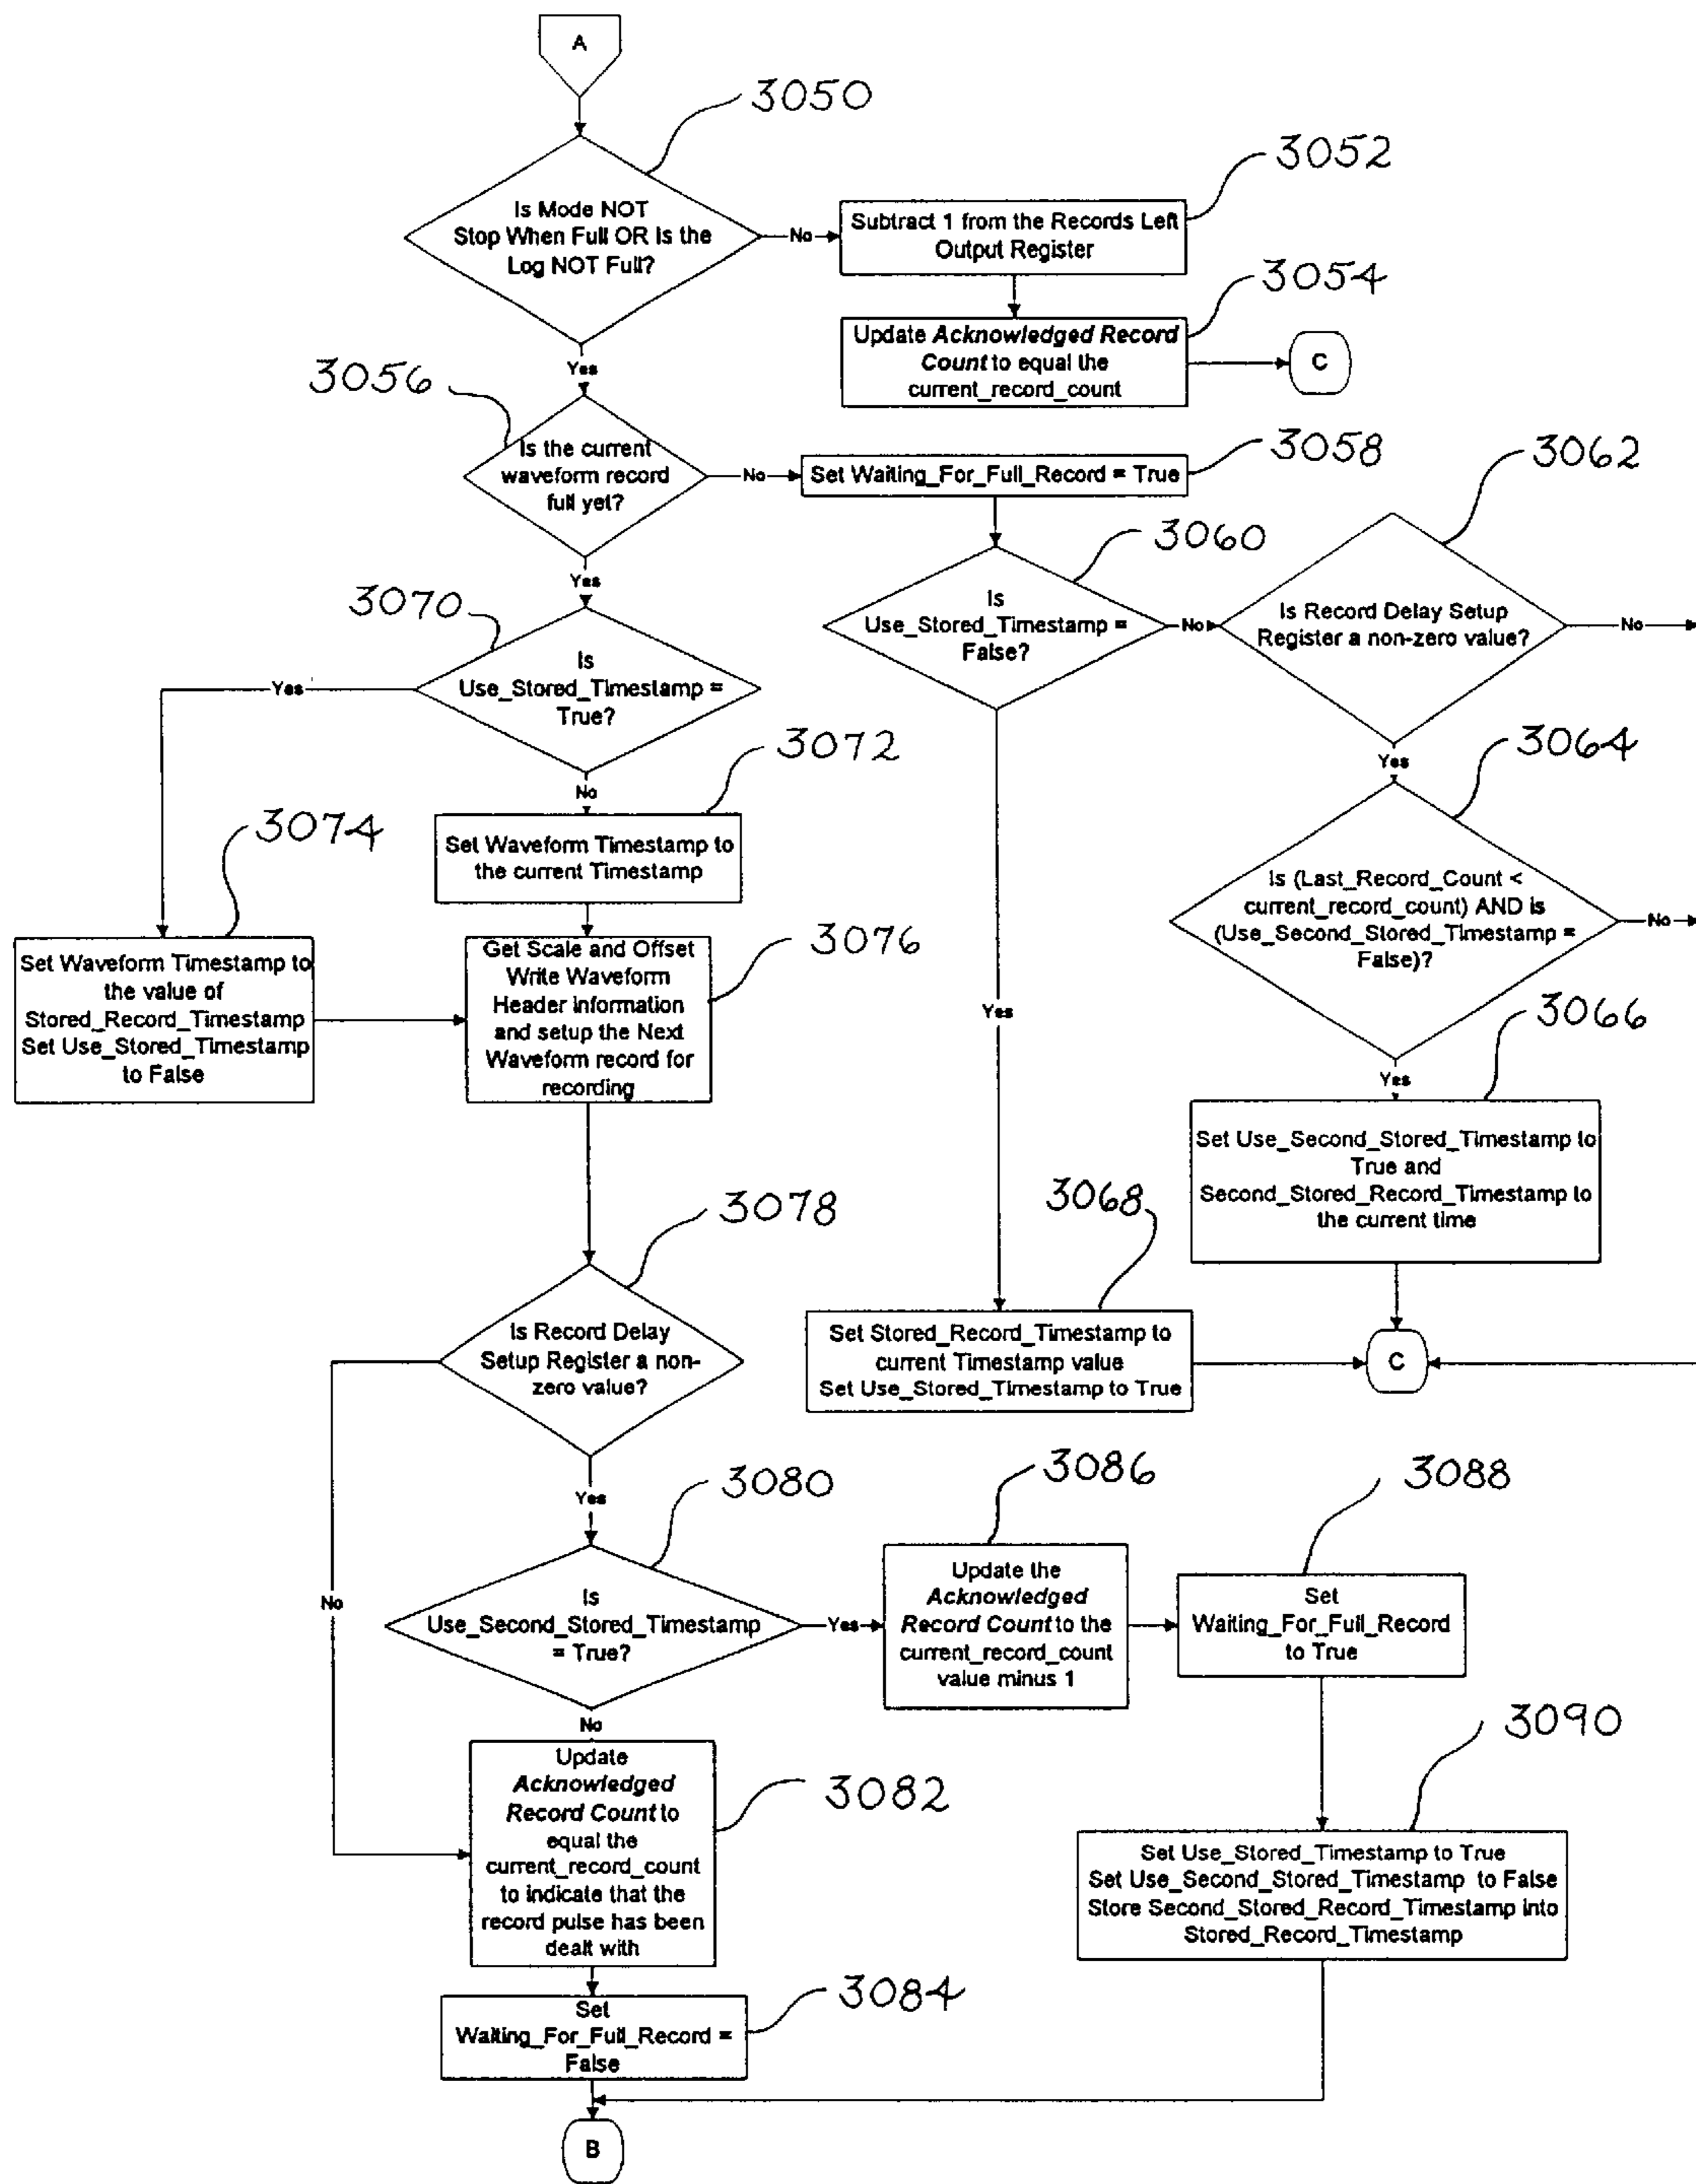 A
3050
Is Mode NOT
Stop When Full OR Is the
Log NOT Full?
No
3052
Subtract 1 from the Records Left
Output Register
3054
Update Acknowledged Record
Count to equal the
current_record_count
C
Yes
3056
Is the current
waveform record
full yet?
No
3058
Set Waiting_For_Full_Record = True
3060
Is
Use_Stored_Timestamp =
False?
No
3062
Is Record Delay Setup
Register a non-zero value?
No
Yes
3064
Is (Last_Record_Count <
current_record_count) AND is
(Use_Second_Stored_Timestamp =
False)?
No
Yes
3066
Set Use_Second_Stored_Timestamp to
True and
Second_Stored_Record_Timestamp to
the current time
Yes
3068
Set Stored_Record_Timestamp to
current Timestamp value
Set Use_Stored_Timestamp to True
C
Yes
3070
Is
Use_Stored_Timestamp =
True?
Yes
No
3072
Set Waveform Timestamp to
the current Timestamp
3074
Set Waveform Timestamp to
the value of
Stored_Record_Timestamp
Set Use_Stored_Timestamp
to False
3076
Get Scale and Offset
Write Waveform
Header information
and setup the Next
Waveform record for
recording
3078
Is Record Delay
Setup Register a non-
zero value?
No
Yes
3080
Is
Use_Second_Stored_Timestamp
= True?
Yes
3086
Update the
Acknowledged
Record Count to the
current_record_count
value minus 1
3088
Set
Waiting_For_Full_Record
to True
3090
Set Use_Stored_Timestamp to True
Set Use_Second_Stored_Timestamp to False
Store Second_Stored_Record_Timestamp into
Stored_Record_Timestamp
No
3082
Update
Acknowledged
Record Count to
equal the
current_record_count
to indicate that the
record pulse has been
dealt with
3084
Set
Waiting_For_Full_Record =
False
B